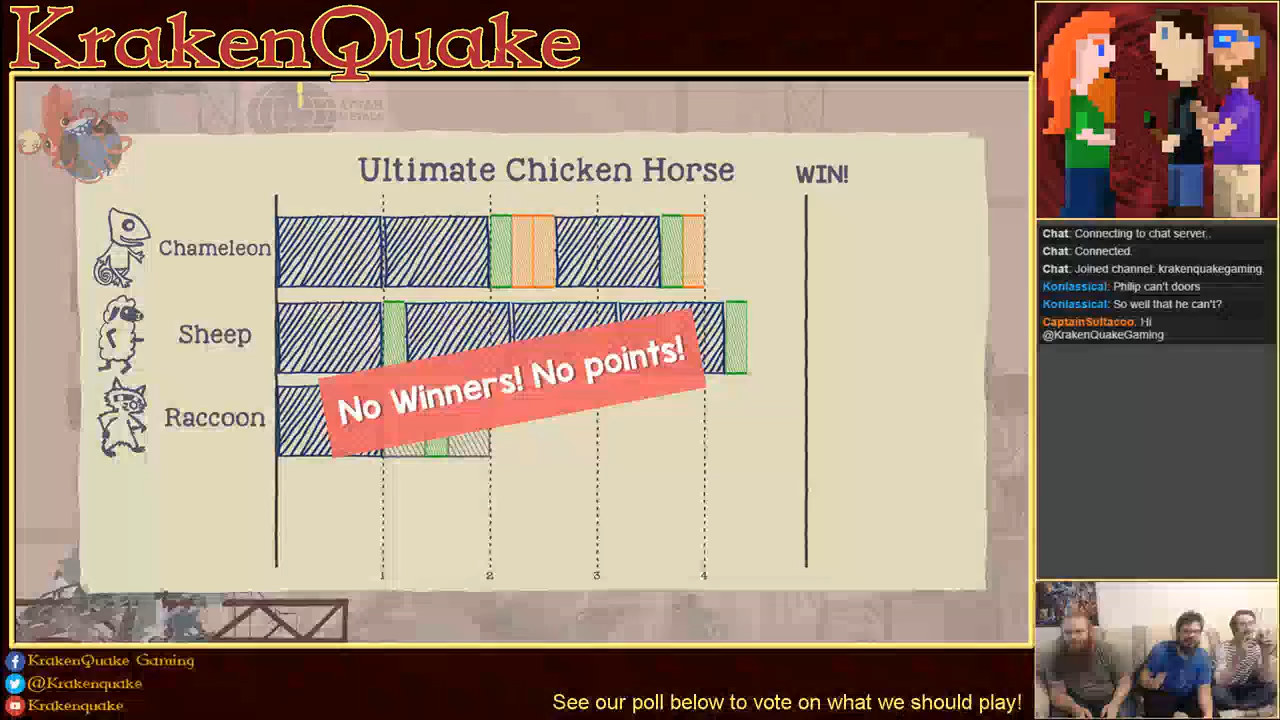 KrakenQuake
Ultimate Chicken Horse
WIN!
Chameleon
Sheep
Raccoon
No Winners! No points!
1
2
3
4
Chat: Connecting to chat server..
Chat: Connected.
Chat: Joined channel: krakenquakegaming.
Konlassical: Philip can't doors
Konlassical: So well that he can't?
CaptainSultacoo: Hi
@KrakenQuakeGaming
KrakenQuake Gaming
@Krakenquake
Krakenquake
See our poll below to vote on what we should play!